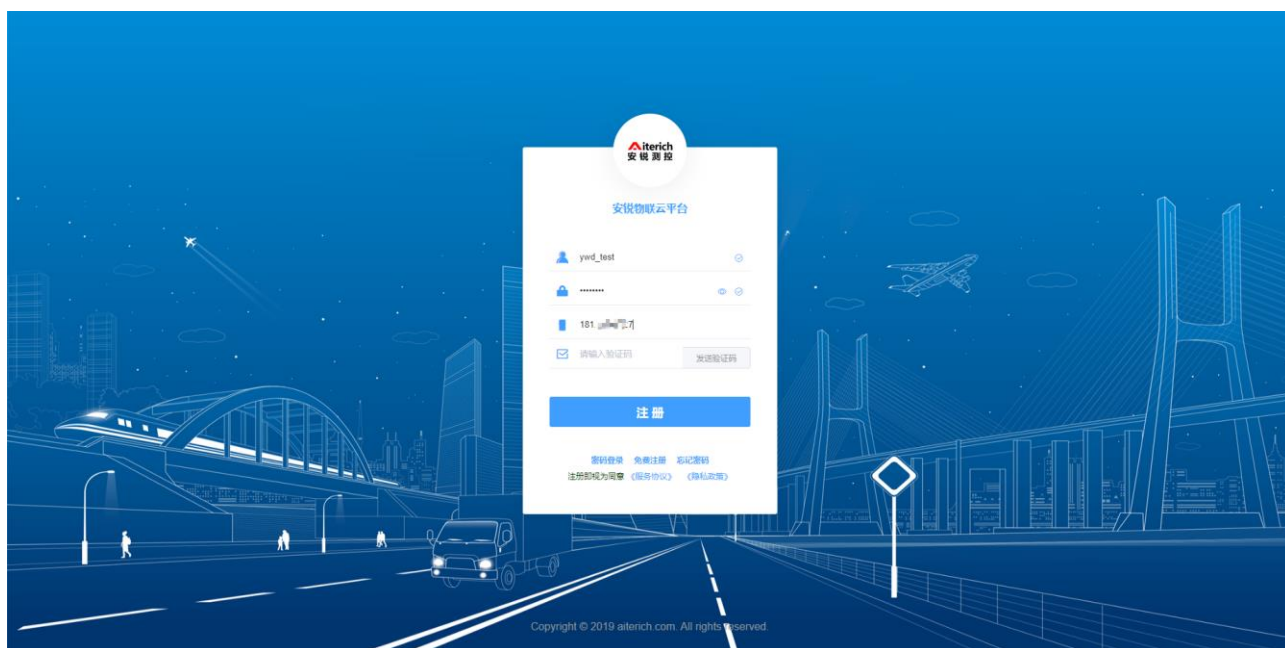 Aiterich
安锐测控
安锐物联云平台
ywd_test
••••••••
181.
请输入验证码 发送验证码
注册
密码登录 免费注册 忘记密码
注册即视为同意《服务协议》 《隐私政策》
Copyright © 2019 aiterich.com. All rights reserved.